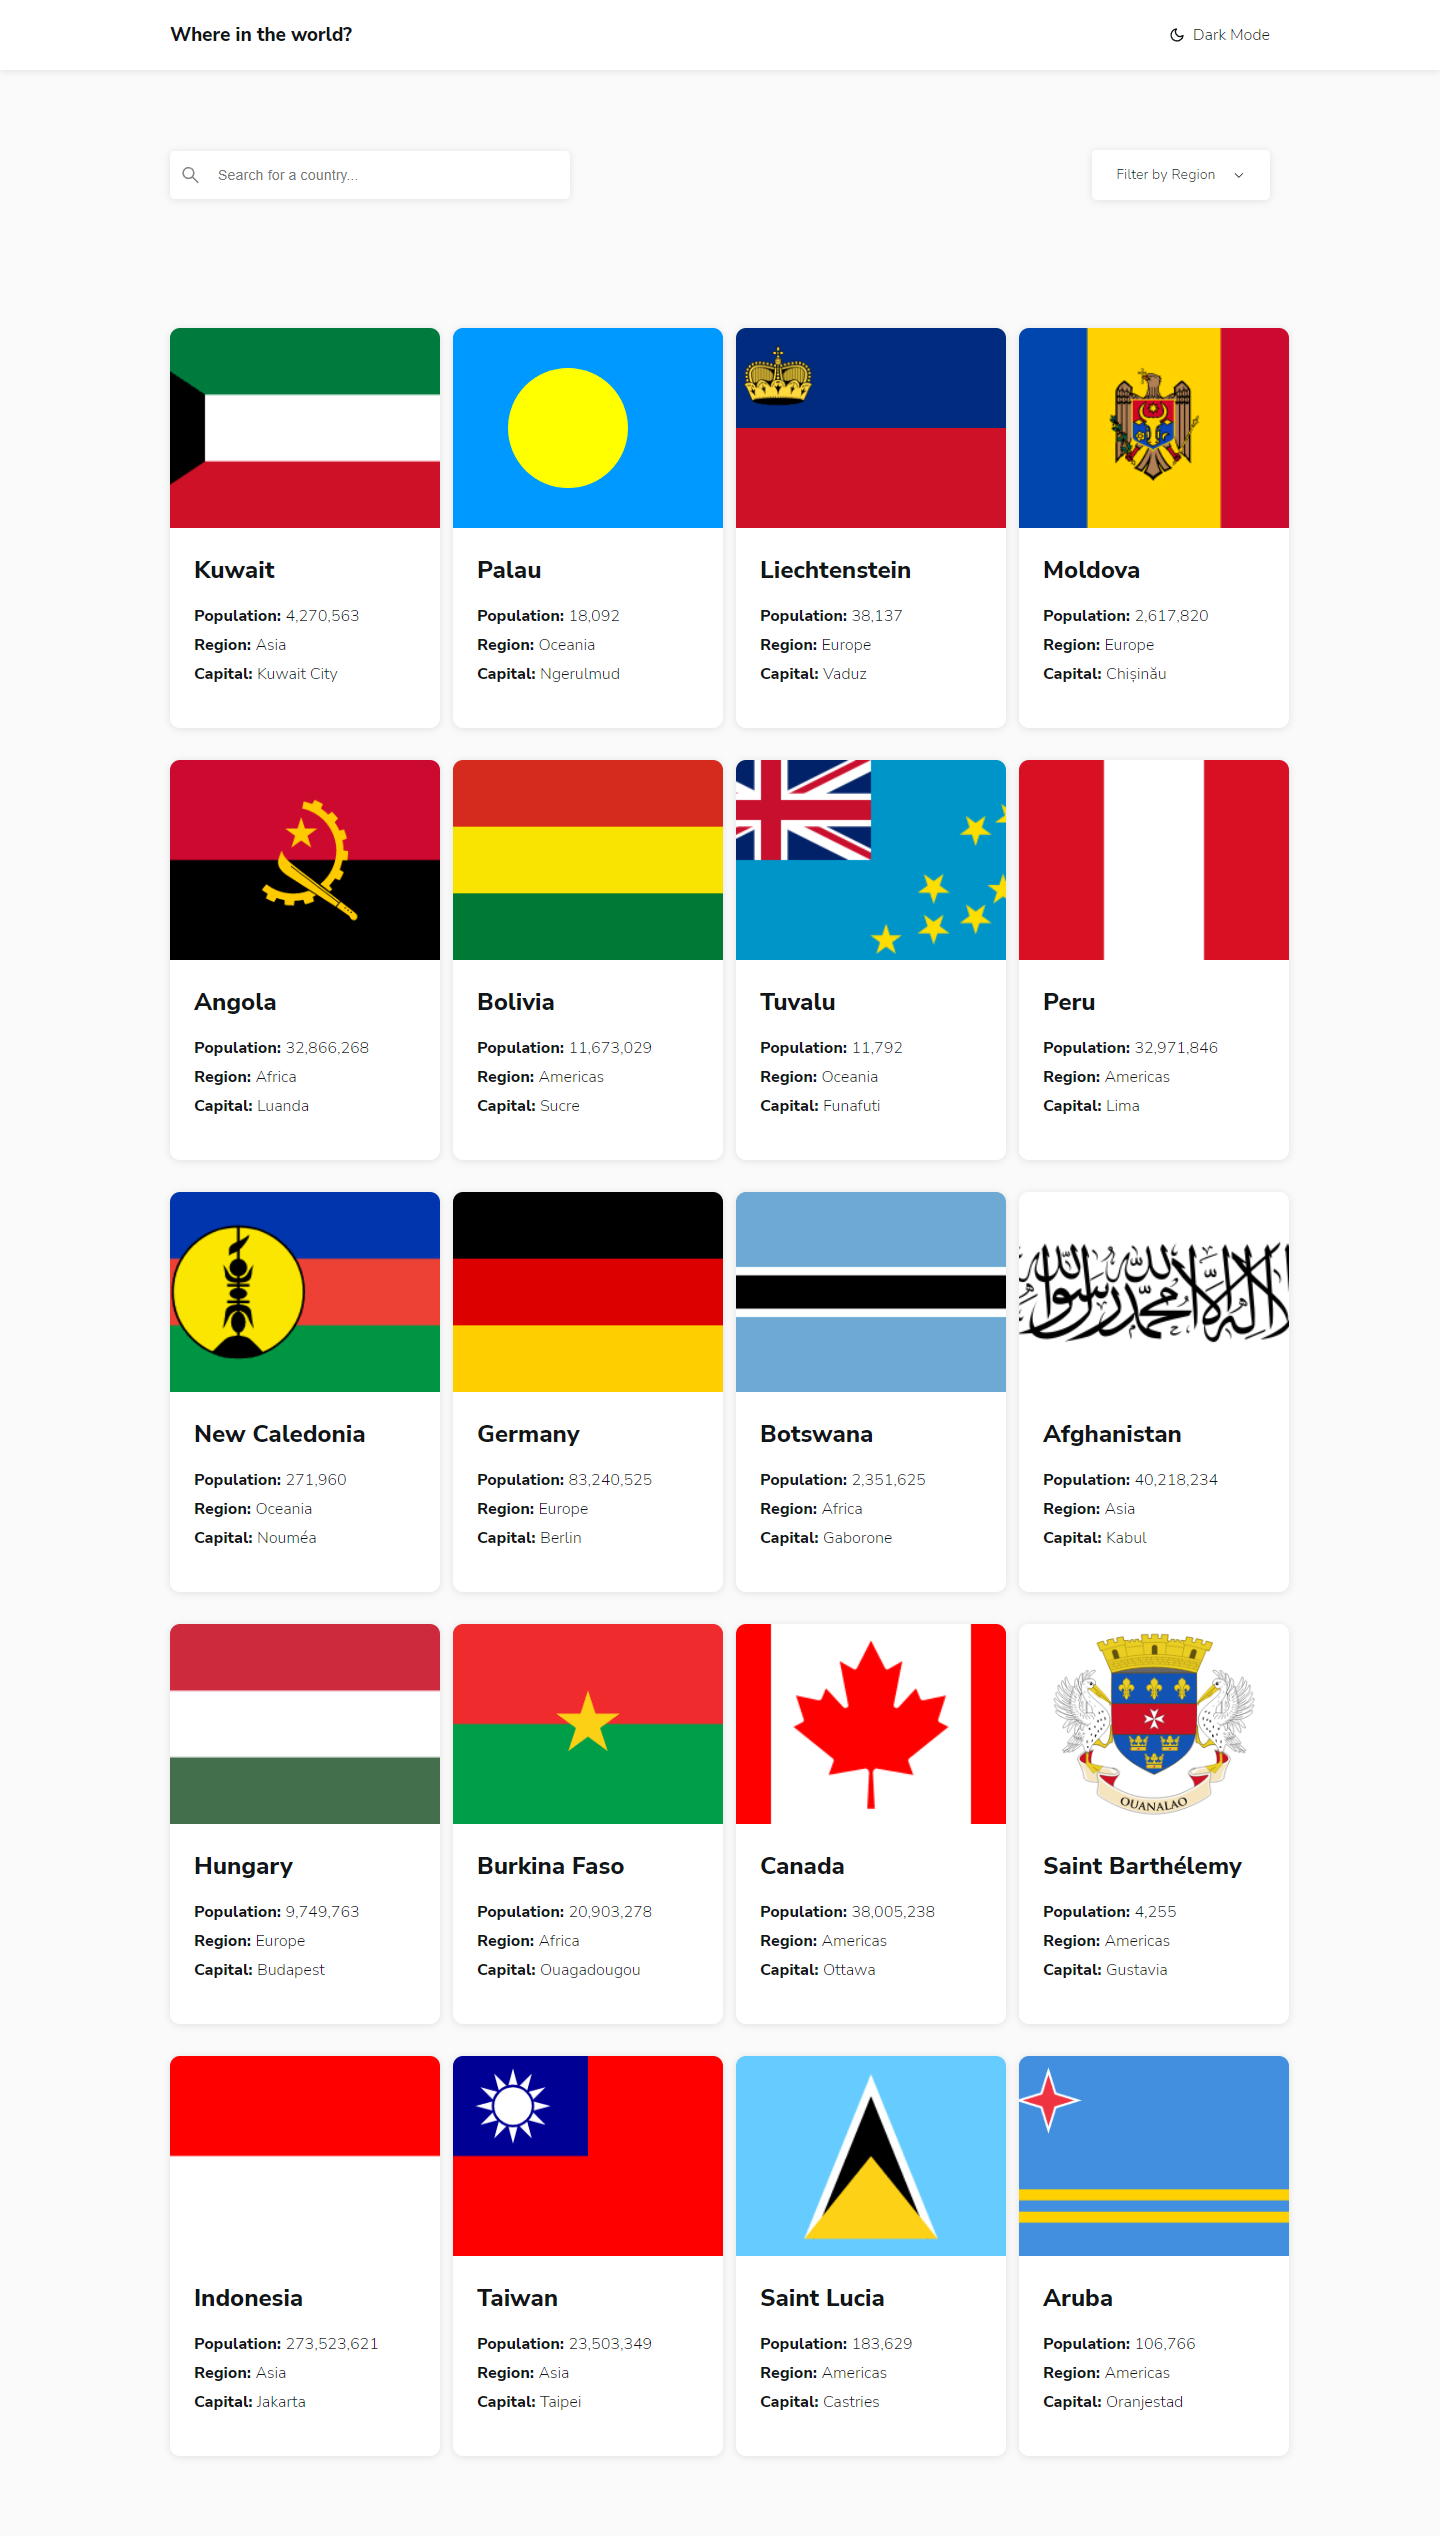 Where in the world?
Dark Mode
Search for a country...
Filter by Region
Kuwait
Population: 4,270,563
Region: Asia
Capital: Kuwait City
Palau
Population: 18,092
Region: Oceania
Capital: Ngerulmud
Liechtenstein
Population: 38,137
Region: Europe
Capital: Vaduz
Moldova
Population: 2,617,820
Region: Europe
Capital: Chișinău
Angola
Population: 32,866,268
Region: Africa
Capital: Luanda
Bolivia
Population: 11,673,029
Region: Americas
Capital: Sucre
Tuvalu
Population: 11,792
Region: Oceania
Capital: Funafuti
Peru
Population: 32,971,846
Region: Americas
Capital: Lima
New Caledonia
Population: 271,960
Region: Oceania
Capital: Nouméa
Germany
Population: 83,240,525
Region: Europe
Capital: Berlin
Botswana
Population: 2,351,625
Region: Africa
Capital: Gaborone
لا إله إلا الله محمد رسول الله
Afghanistan
Population: 40,218,234
Region: Asia
Capital: Kabul
Hungary
Population: 9,749,763
Region: Europe
Capital: Budapest
Burkina Faso
Population: 20,903,278
Region: Africa
Capital: Ouagadougou
Canada
Population: 38,005,238
Region: Americas
Capital: Ottawa
OUANALAO
Saint Barthélemy
Population: 4,255
Region: Americas
Capital: Gustavia
Indonesia
Population: 273,523,621
Region: Asia
Capital: Jakarta
Taiwan
Population: 23,503,349
Region: Asia
Capital: Taipei
Saint Lucia
Population: 183,629
Region: Americas
Capital: Castries
Aruba
Population: 106,766
Region: Americas
Capital: Oranjestad